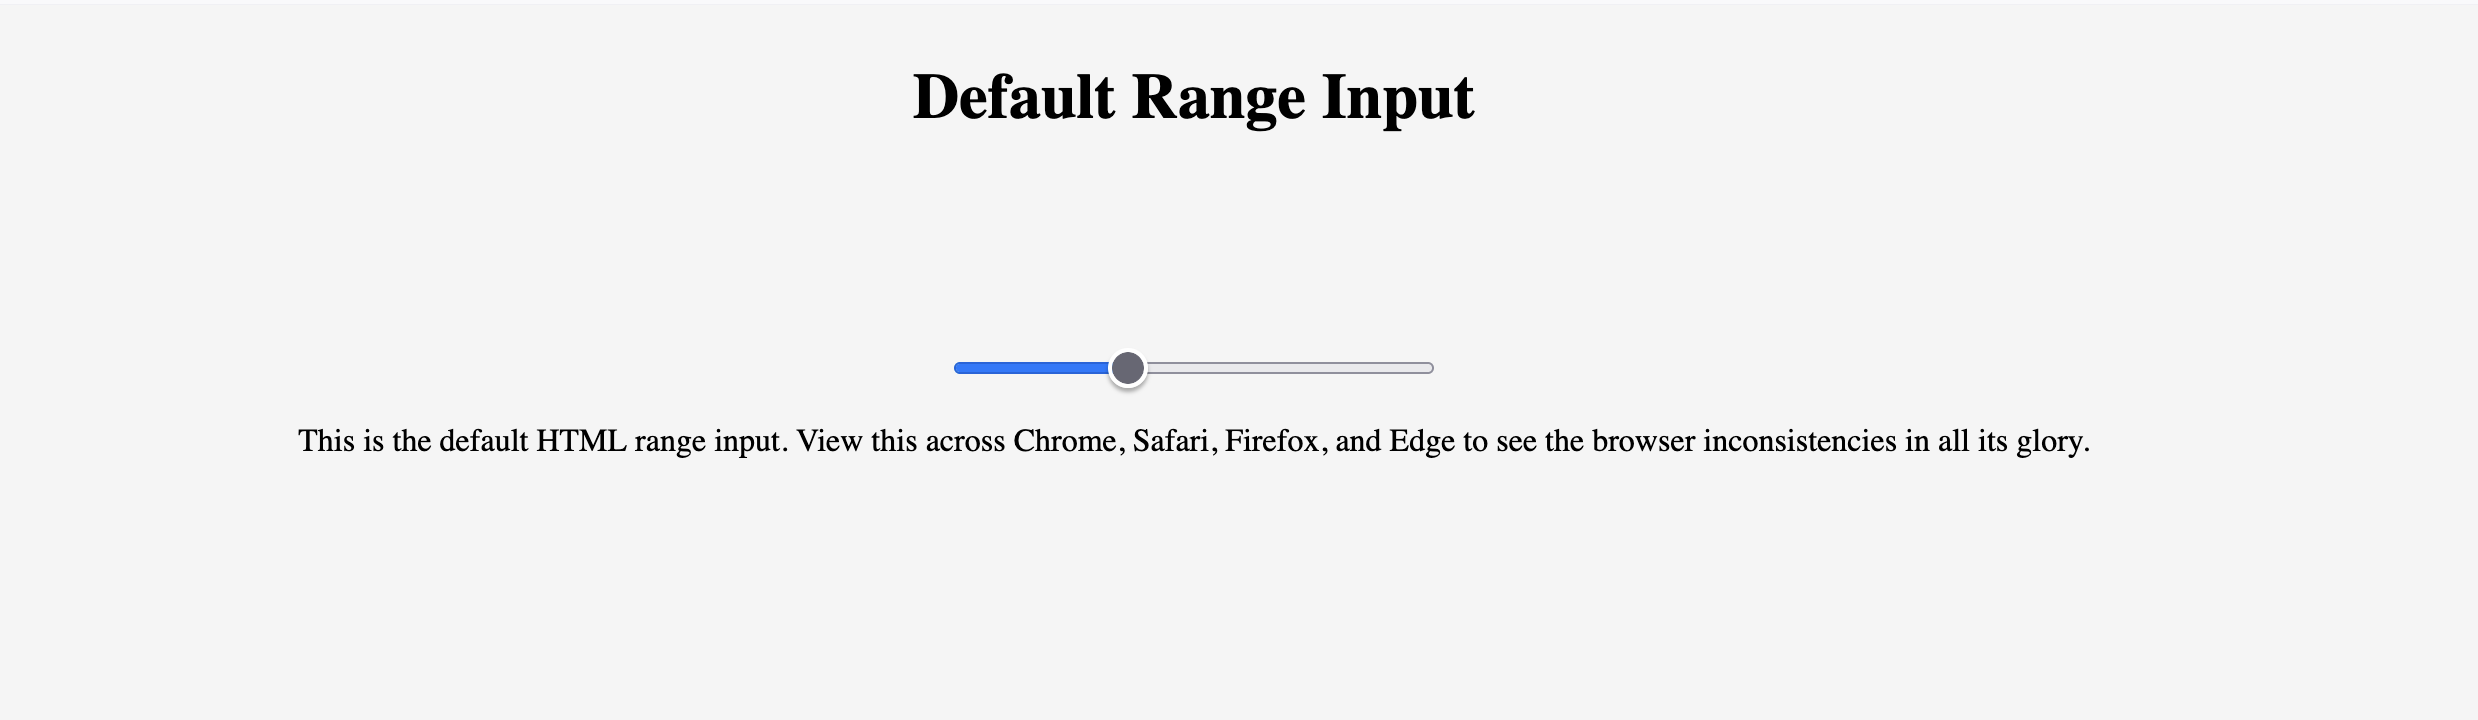 Default Range Input
This is the default HTML range input. View this across Chrome, Safari, Firefox, and Edge to see the browser inconsistencies in all its glory.